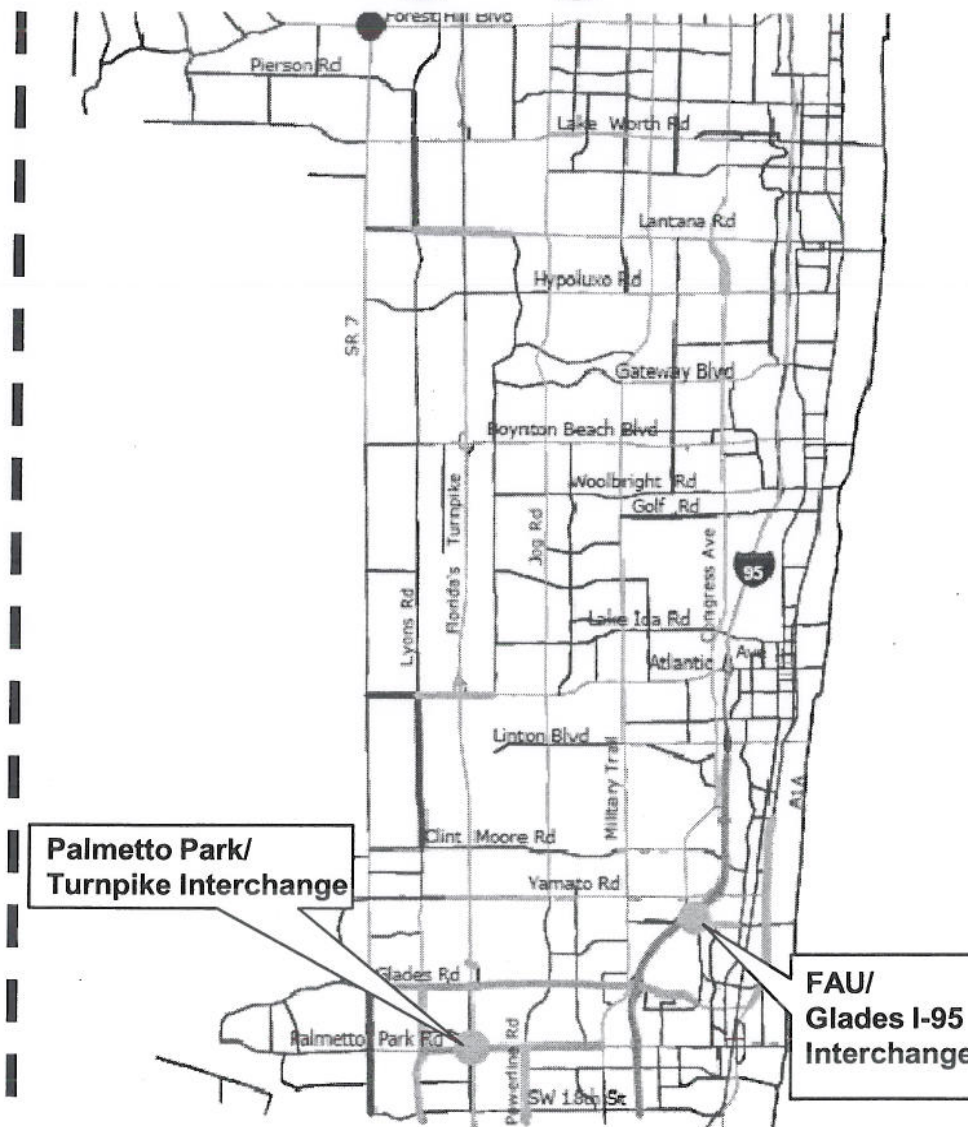 Forest Hill Blvd
Pierson Rd
Lake Worth Rd
Lantana Rd
Hypoluxo Rd
SR 7
Gateway Blvd
Boynton Beach Blvd
Woolbright Rd
Golf Rd
Florida's Turnpike
Jog Rd
Congress Ave
95
Lyons Rd
Lake Ida Rd
Atlantic Ave
Linton Blvd
Military Trail
A1A
Clint Moore Rd
Palmetto Park/
Turnpike Interchange
Yamato Rd
Glades Rd
FAU/
Glades I-95
Interchange
Palmetto Park Rd
Powerline Rd
SW 18th St